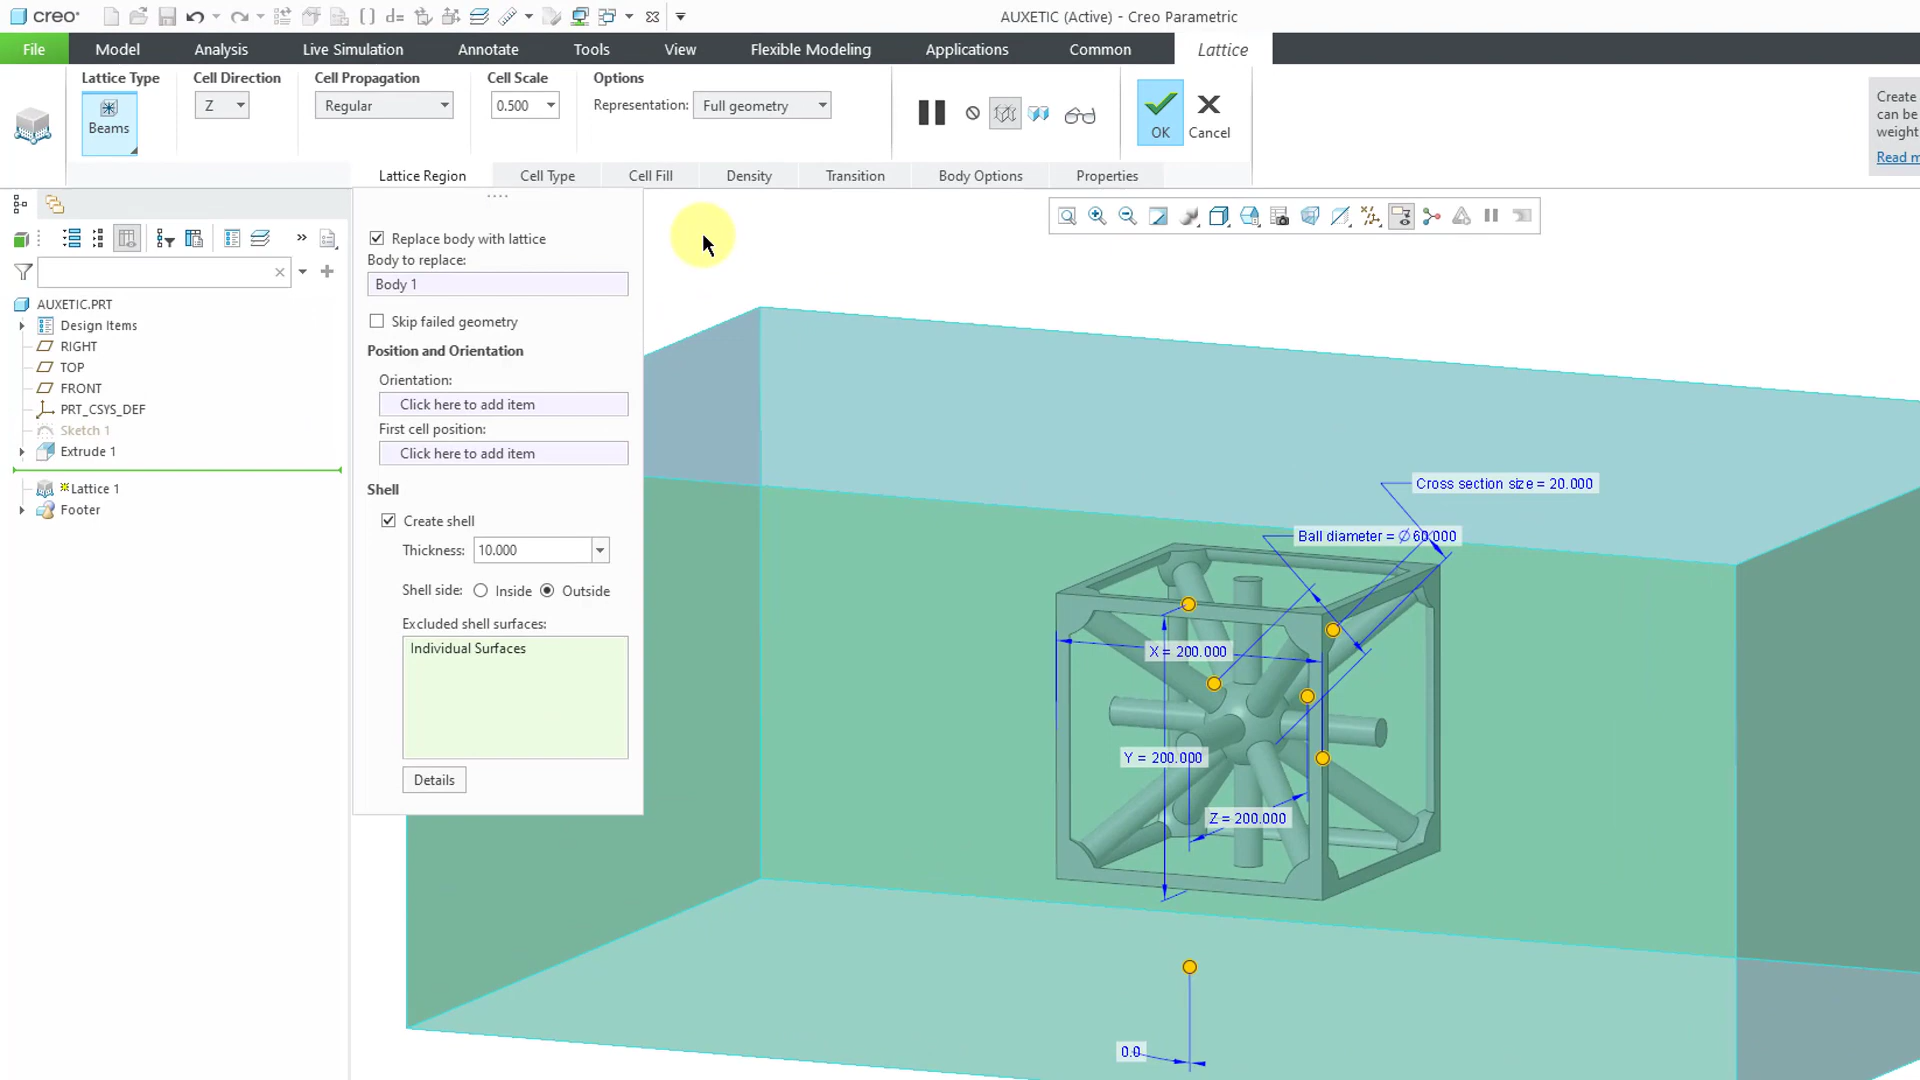 creo
d=
AUXETIC (Active) - Creo Parametric
File
Model
Analysis
Live Simulation
Annotate
Tools
View
Flexible Modeling
Applications
Common
Lattice
Lattice Type
Cell Direction
Cell Propagation
Cell Scale
Options
Beams
Z
Regular
0.500
Representation:
Full geometry
OK
Cancel
Create
can be
weight
Read m
Lattice Region
Cell Type
Cell Fill
Density
Transition
Body Options
Properties
AUXETIC.PRT
Design Items
RIGHT
TOP
FRONT
PRT_CSYS_DEF
Sketch 1
Extrude 1
Lattice 1
Footer
Replace body with lattice
Body to replace:
Body 1
Skip failed geometry
Position and Orientation
Orientation:
Click here to add item
First cell position:
Click here to add item
Shell
Create shell
Thickness:
10.000
Shell side:
Inside
Outside
Excluded shell surfaces:
Individual Surfaces
Details
Cross section size = 20.000
Ball diameter = ∅60.000
X = 200.000
Y = 200.000
Z = 200.000
0.0